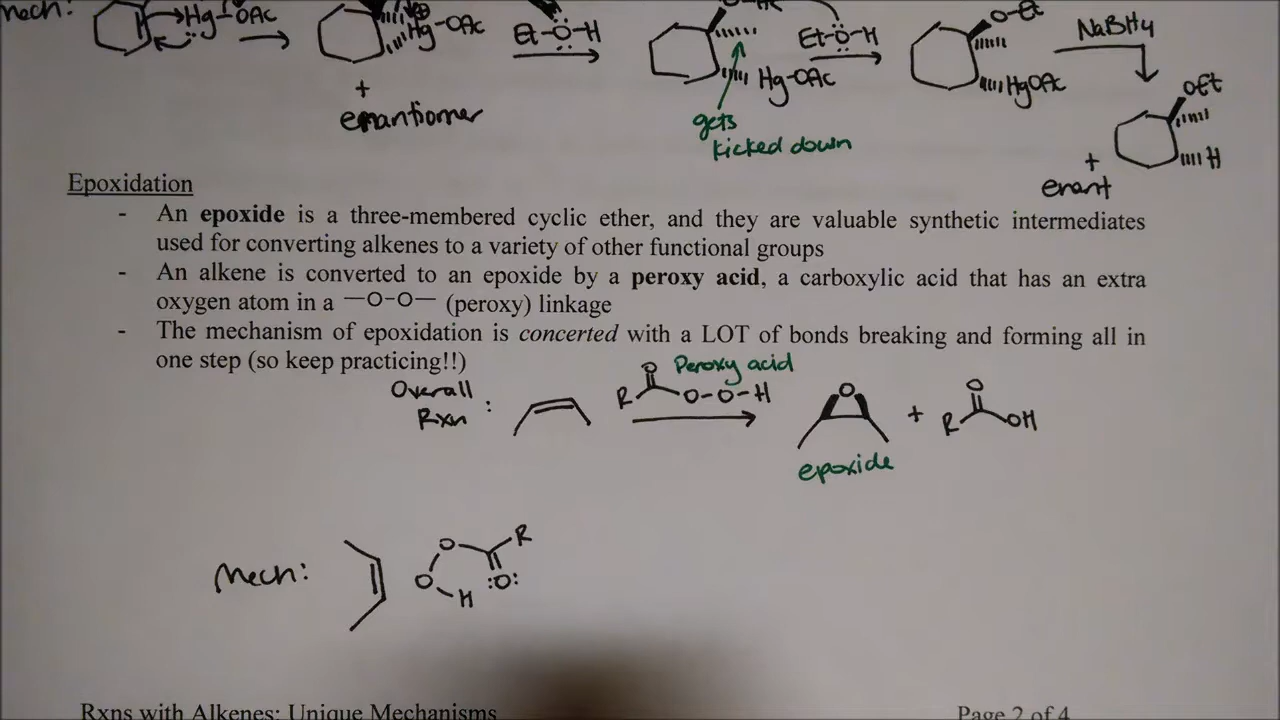 Mech:
Hg-OAc
Hg-OAc
Et-Ö-H
Hg-OAc
Et-Ö-H
O-Et
HgOAc
NaBH4
OEt
H
+
enantiomer
gets
kicked down
+
enant
Epoxidation
- An epoxide is a three-membered cyclic ether, and they are valuable synthetic intermediates
used for converting alkenes to a variety of other functional groups
- An alkene is converted to an epoxide by a peroxy acid, a carboxylic acid that has an extra
oxygen atom in a —O-O— (peroxy) linkage
- The mechanism of epoxidation is concerted with a LOT of bonds breaking and forming all in
one step (so keep practicing!!)
Peroxy acid
Overall
Rxn :
R O O-O-H
O
+
R O OH
epoxide
Mech:
O O R
H :O:
Rxns with Alkenes: Unique Mechanisms
Page 2 of 4